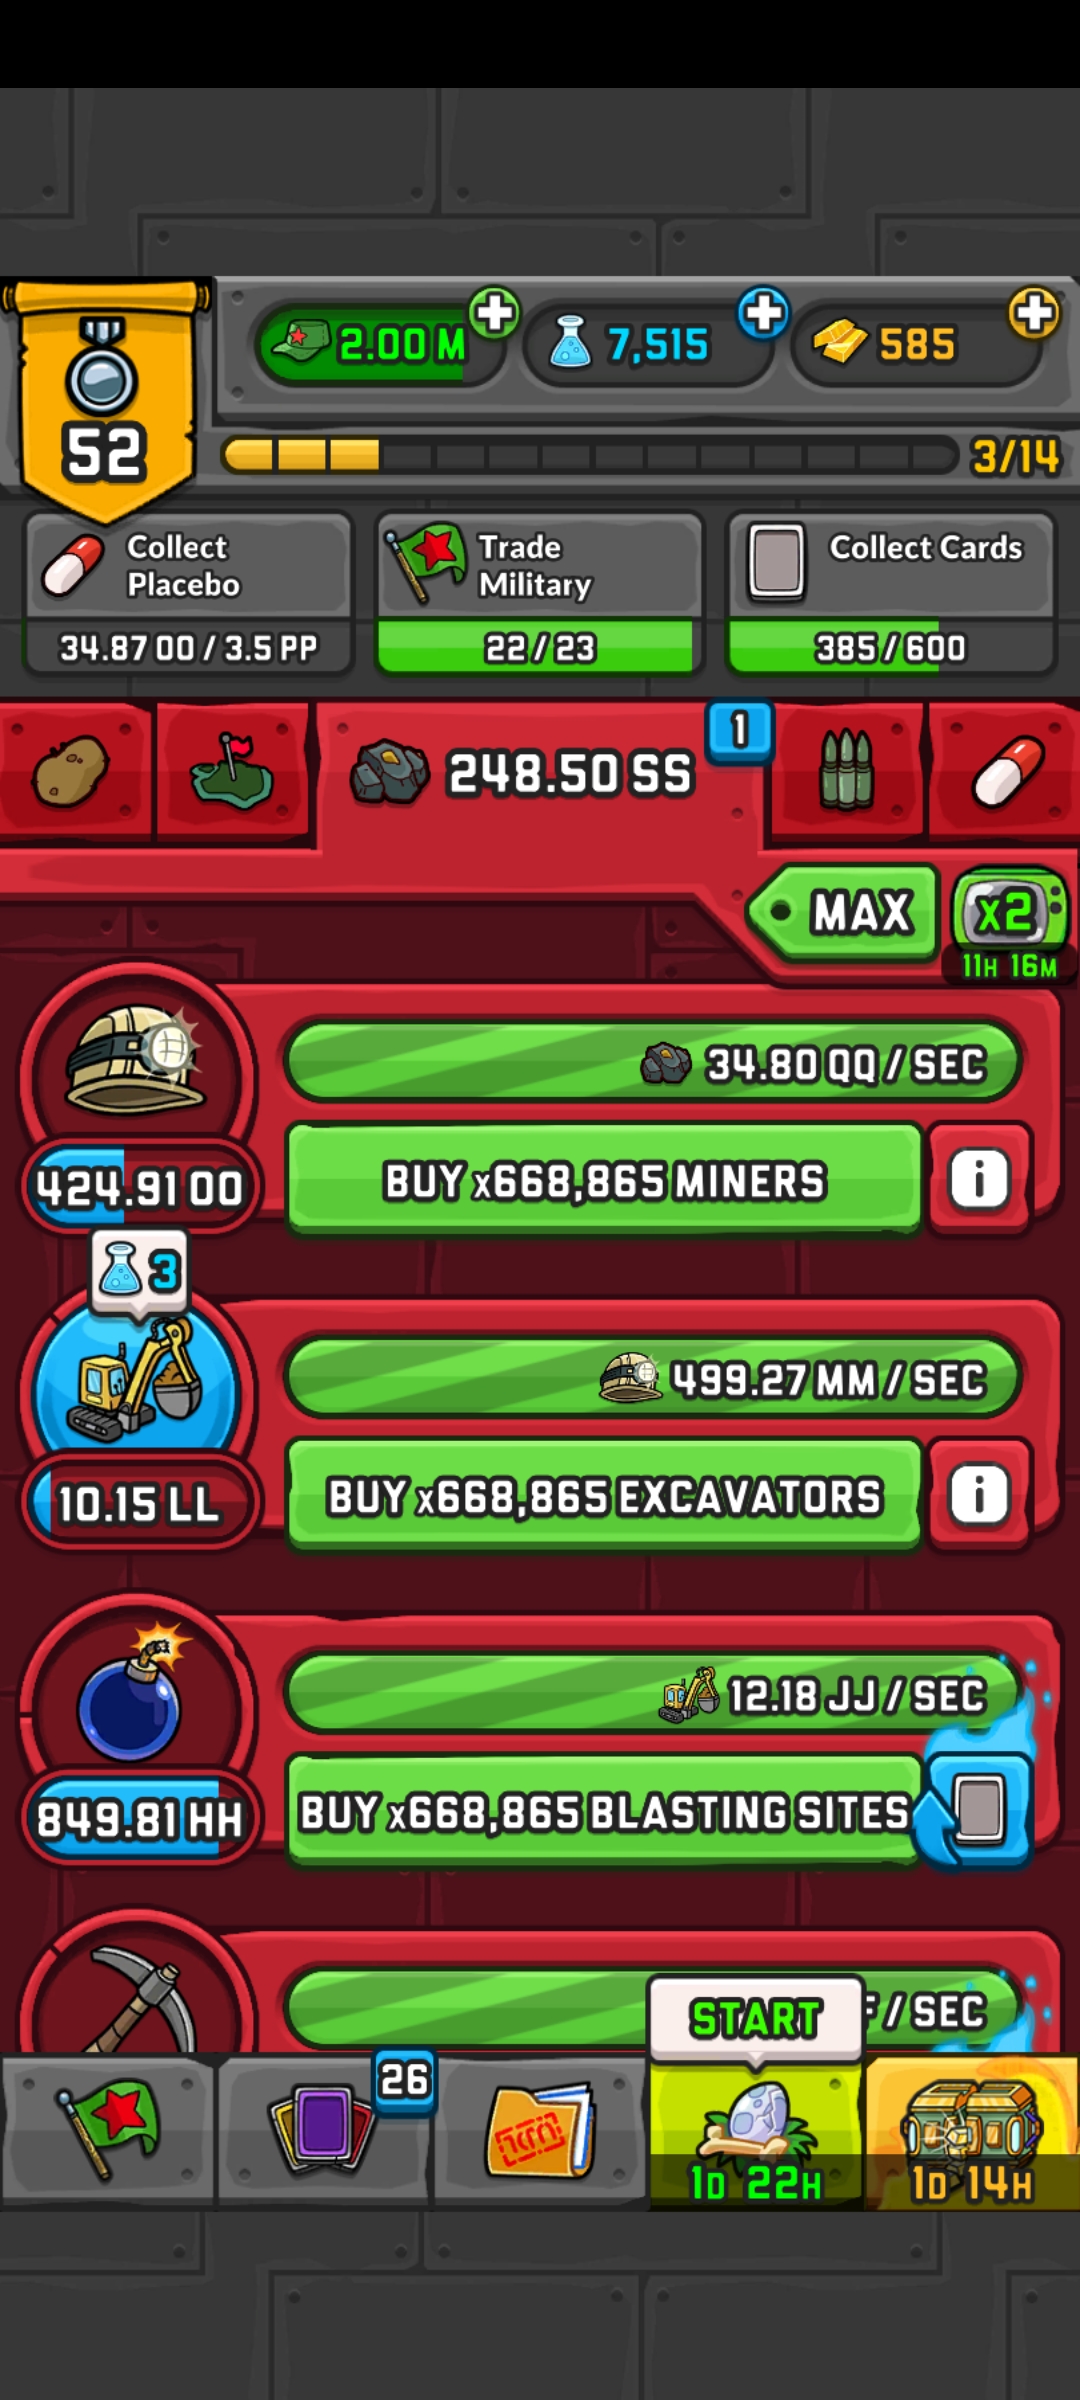 2.00 M
7,515
585
52
3/14
Collect
Placebo
Trade
Military
Collect Cards
34.87 OO / 3.5 PP
22 / 23
385 / 600
248.50 SS
1
MAX
x2
11H 16M
34.80 QQ / SEC
424.91 OO
BUY x668,865 MINERS
i
3
499.27 MM / SEC
10.15 LL
BUY x668,865 EXCAVATORS
i
12.18 JJ / SEC
849.81 HH
BUY x668,865 BLASTING SITES
START
/ SEC
26
1D 22H
1D 14H